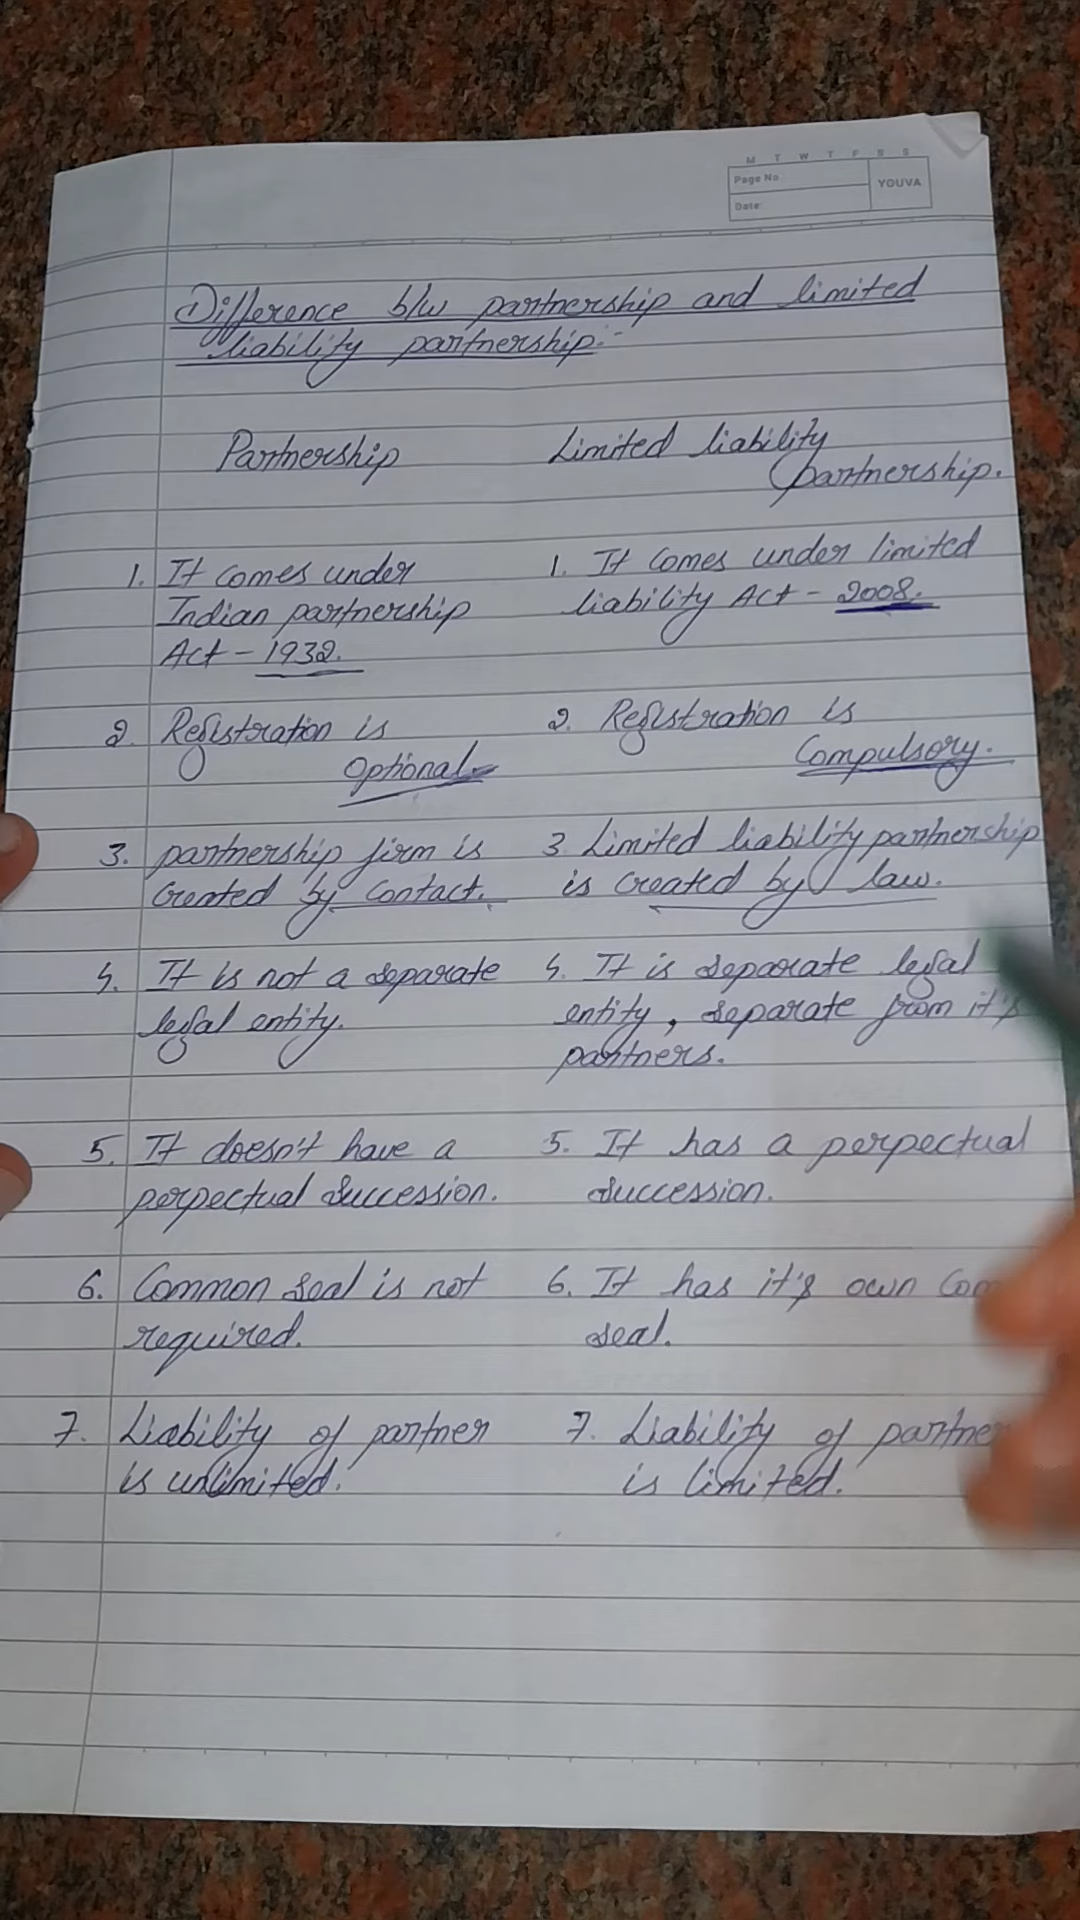 M T W T F S S
Page No
YOUVA
Date:
Difference b/w partnership and limited
liability partnership:-
Partnership
Limited liability
partnership.
1. It comes under
Indian partnership
Act - 1932.
1. It comes under limited
liability Act - 2008.
2. Registration is
optional.
2. Registration is
Compulsory.
3. partnership firm is
created by contact.
3. Limited liability partnership
is created by law.
4. It is not a separate
legal entity.
4. It is separate legal
entity, separate from it's
partners.
5. It doesn't have a
perpectual succession.
5. It has a perpectual
succession.
6. Common seal is not
required.
6. It has it's own
seal.
7. Liability of partner
is unlimited.
7. Liability of
is limited.